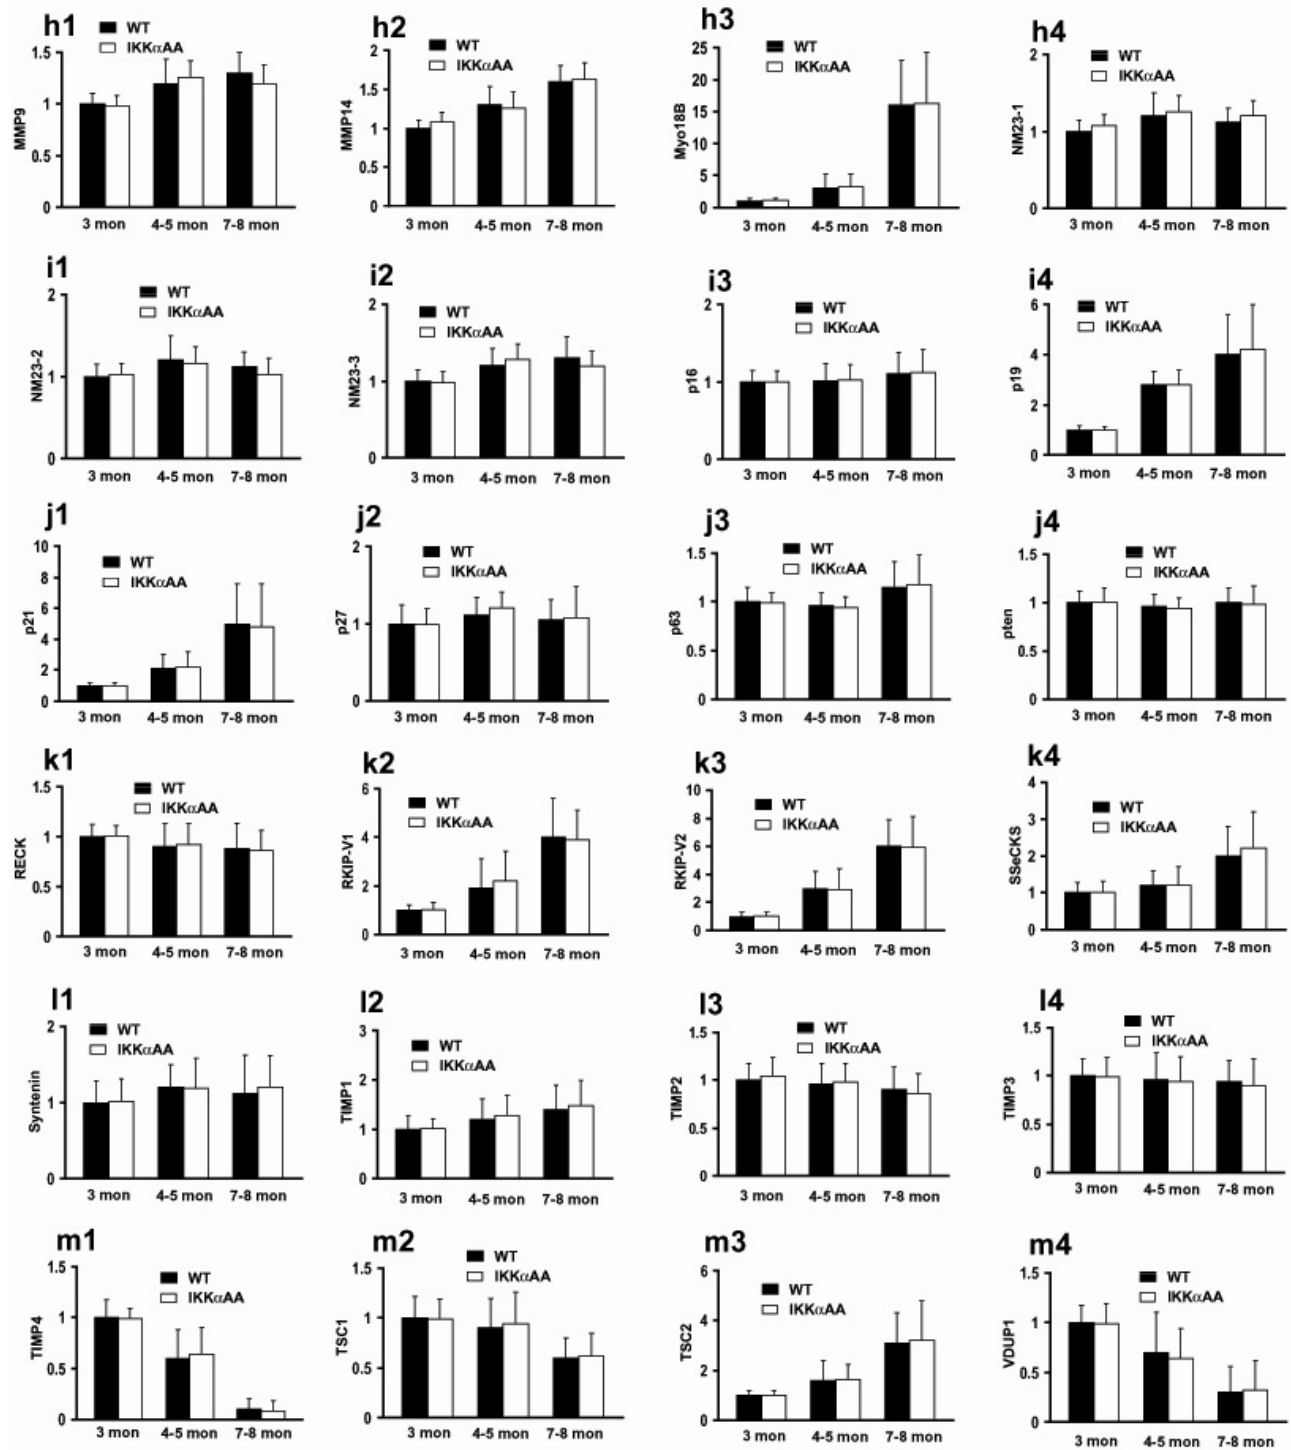 h1
WT
IKKαAA
MMP9
1.5
1
0.5
0
3 mon 4-5 mon 7-8 mon
h2
WT
IKKαAA
MMP14
2
1.5
1
0.5
0
3 mon 4-5 mon 7-8 mon
h3
WT
IKKαAA
Myo18B
25
20
15
10
5
0
3 mon 4-5 mon 7-8 mon
h4
WT
IKKαAA
NM23-1
2
1
0
3 mon 4-5 mon 7-8 mon
i1
WT
IKKαAA
NM23-2
2
1
0
3 mon 4-5 mon 7-8 mon
i2
WT
IKKαAA
NM23-3
2
1
0
3 mon 4-5 mon 7-8 mon
i3
WT
IKKαAA
p16
2
1
0
3 mon 4-5 mon 7-8 mon
i4
WT
IKKαAA
p19
6
4
2
0
3 mon 4-5 mon 7-8 mon
j1
WT
IKKαAA
p21
10
8
6
4
2
0
3 mon 4-5 mon 7-8 mon
j2
WT
IKKαAA
p27
2
1
0
3 mon 4-5 mon 7-8 mon
j3
WT
IKKαAA
p63
1.5
1
0.5
0
3 mon 4-5 mon 7-8 mon
j4
WT
IKKαAA
pten
1.5
1
0.5
0
3 mon 4-5 mon 7-8 mon
k1
WT
IKKαAA
RECK
1.5
1
0.5
0
3 mon 4-5 mon 7-8 mon
k2
WT
IKKαAA
RKIP-V1
6
4
2
0
3 mon 4-5 mon 7-8 mon
k3
WT
IKKαAA
RKIP-V2
10
8
6
4
2
0
3 mon 4-5 mon 7-8 mon
k4
WT
IKKαAA
SSeCKS
4
3
2
1
0
3 mon 4-5 mon 7-8 mon
l1
WT
IKKαAA
Syntenin
2
1
0
3 mon 4-5 mon 7-8 mon
l2
WT
IKKαAA
TIMP1
3
2
1
0
3 mon 4-5 mon 7-8 mon
l3
WT
IKKαAA
TIMP2
1.5
1
0.5
0
3 mon 4-5 mon 7-8 mon
l4
WT
IKKαAA
TIMP3
1.5
1
0.5
0
3 mon 4-5 mon 7-8 mon
m1
WT
IKKαAA
TIMP4
1.5
1
0.5
0
3 mon 4-5 mon 7-8 mon
m2
WT
IKKαAA
TSC1
1.5
1
0.5
0
3 mon 4-5 mon 7-8 mon
m3
WT
IKKαAA
TSC2
6
4
2
0
3 mon 4-5 mon 7-8 mon
m4
WT
IKKαAA
VDUP1
1.5
1
0.5
0
3 mon 4-5 mon 7-8 mon